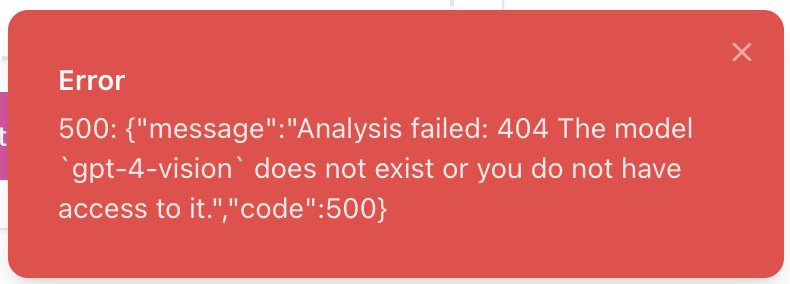 Error
500: {"message":"Analysis failed: 404 The model
`gpt-4-vision` does not exist or you do not have
access to it.","code":500}
t